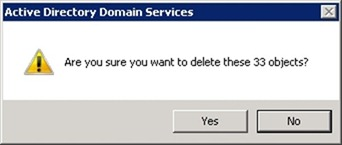 Active Directory Domain Services
Are you sure you want to delete these 33 objects?
Yes
No